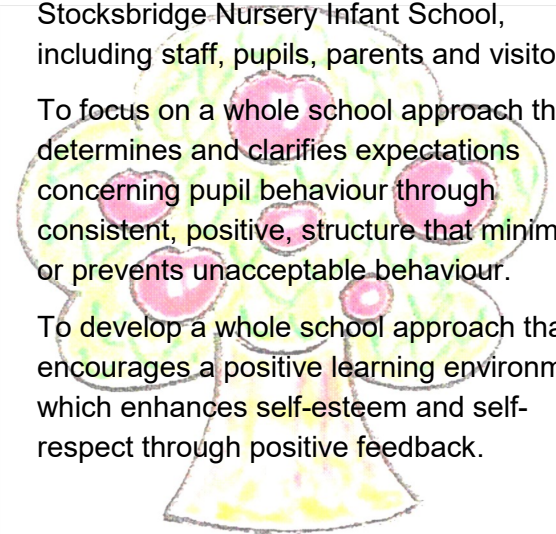 Stocksbridge Nursery Infant School,
including staff, pupils, parents and visito
To focus on a whole school approach th
determines and clarifies expectations
concerning pupil behaviour through
consistent, positive, structure that minim
or prevents unacceptable behaviour.
To develop a whole school approach tha
encourages a positive learning environm
which enhances self-esteem and self-
respect through positive feedback.